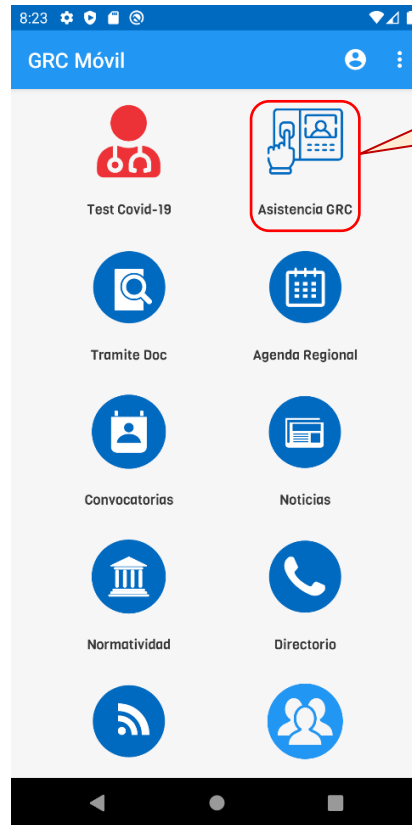 8:23
GRC Móvil
Test Covid-19
Asistencia GRC
Tramite Doc
Agenda Regional
Convocatorias
Noticias
Normatividad
Directorio